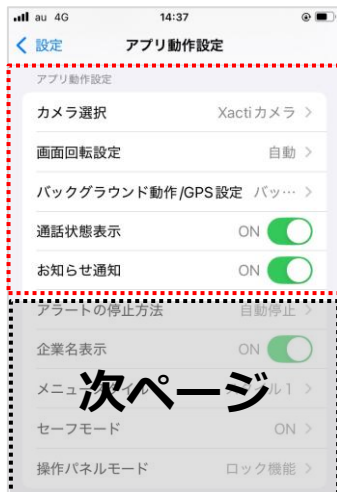 au 4G 14:37
設定 アプリ動作設定
アプリ動作設定
カメラ選択 Xactiカメラ
画面回転設定 自動
バックグラウンド動作/GPS設定 バッ…
通話状態表示 ON
お知らせ通知 ON
アラートの停止方法 自動停止
企業名表示 ON
次ページ
セーフモード ON
操作パネルモード ロック機能